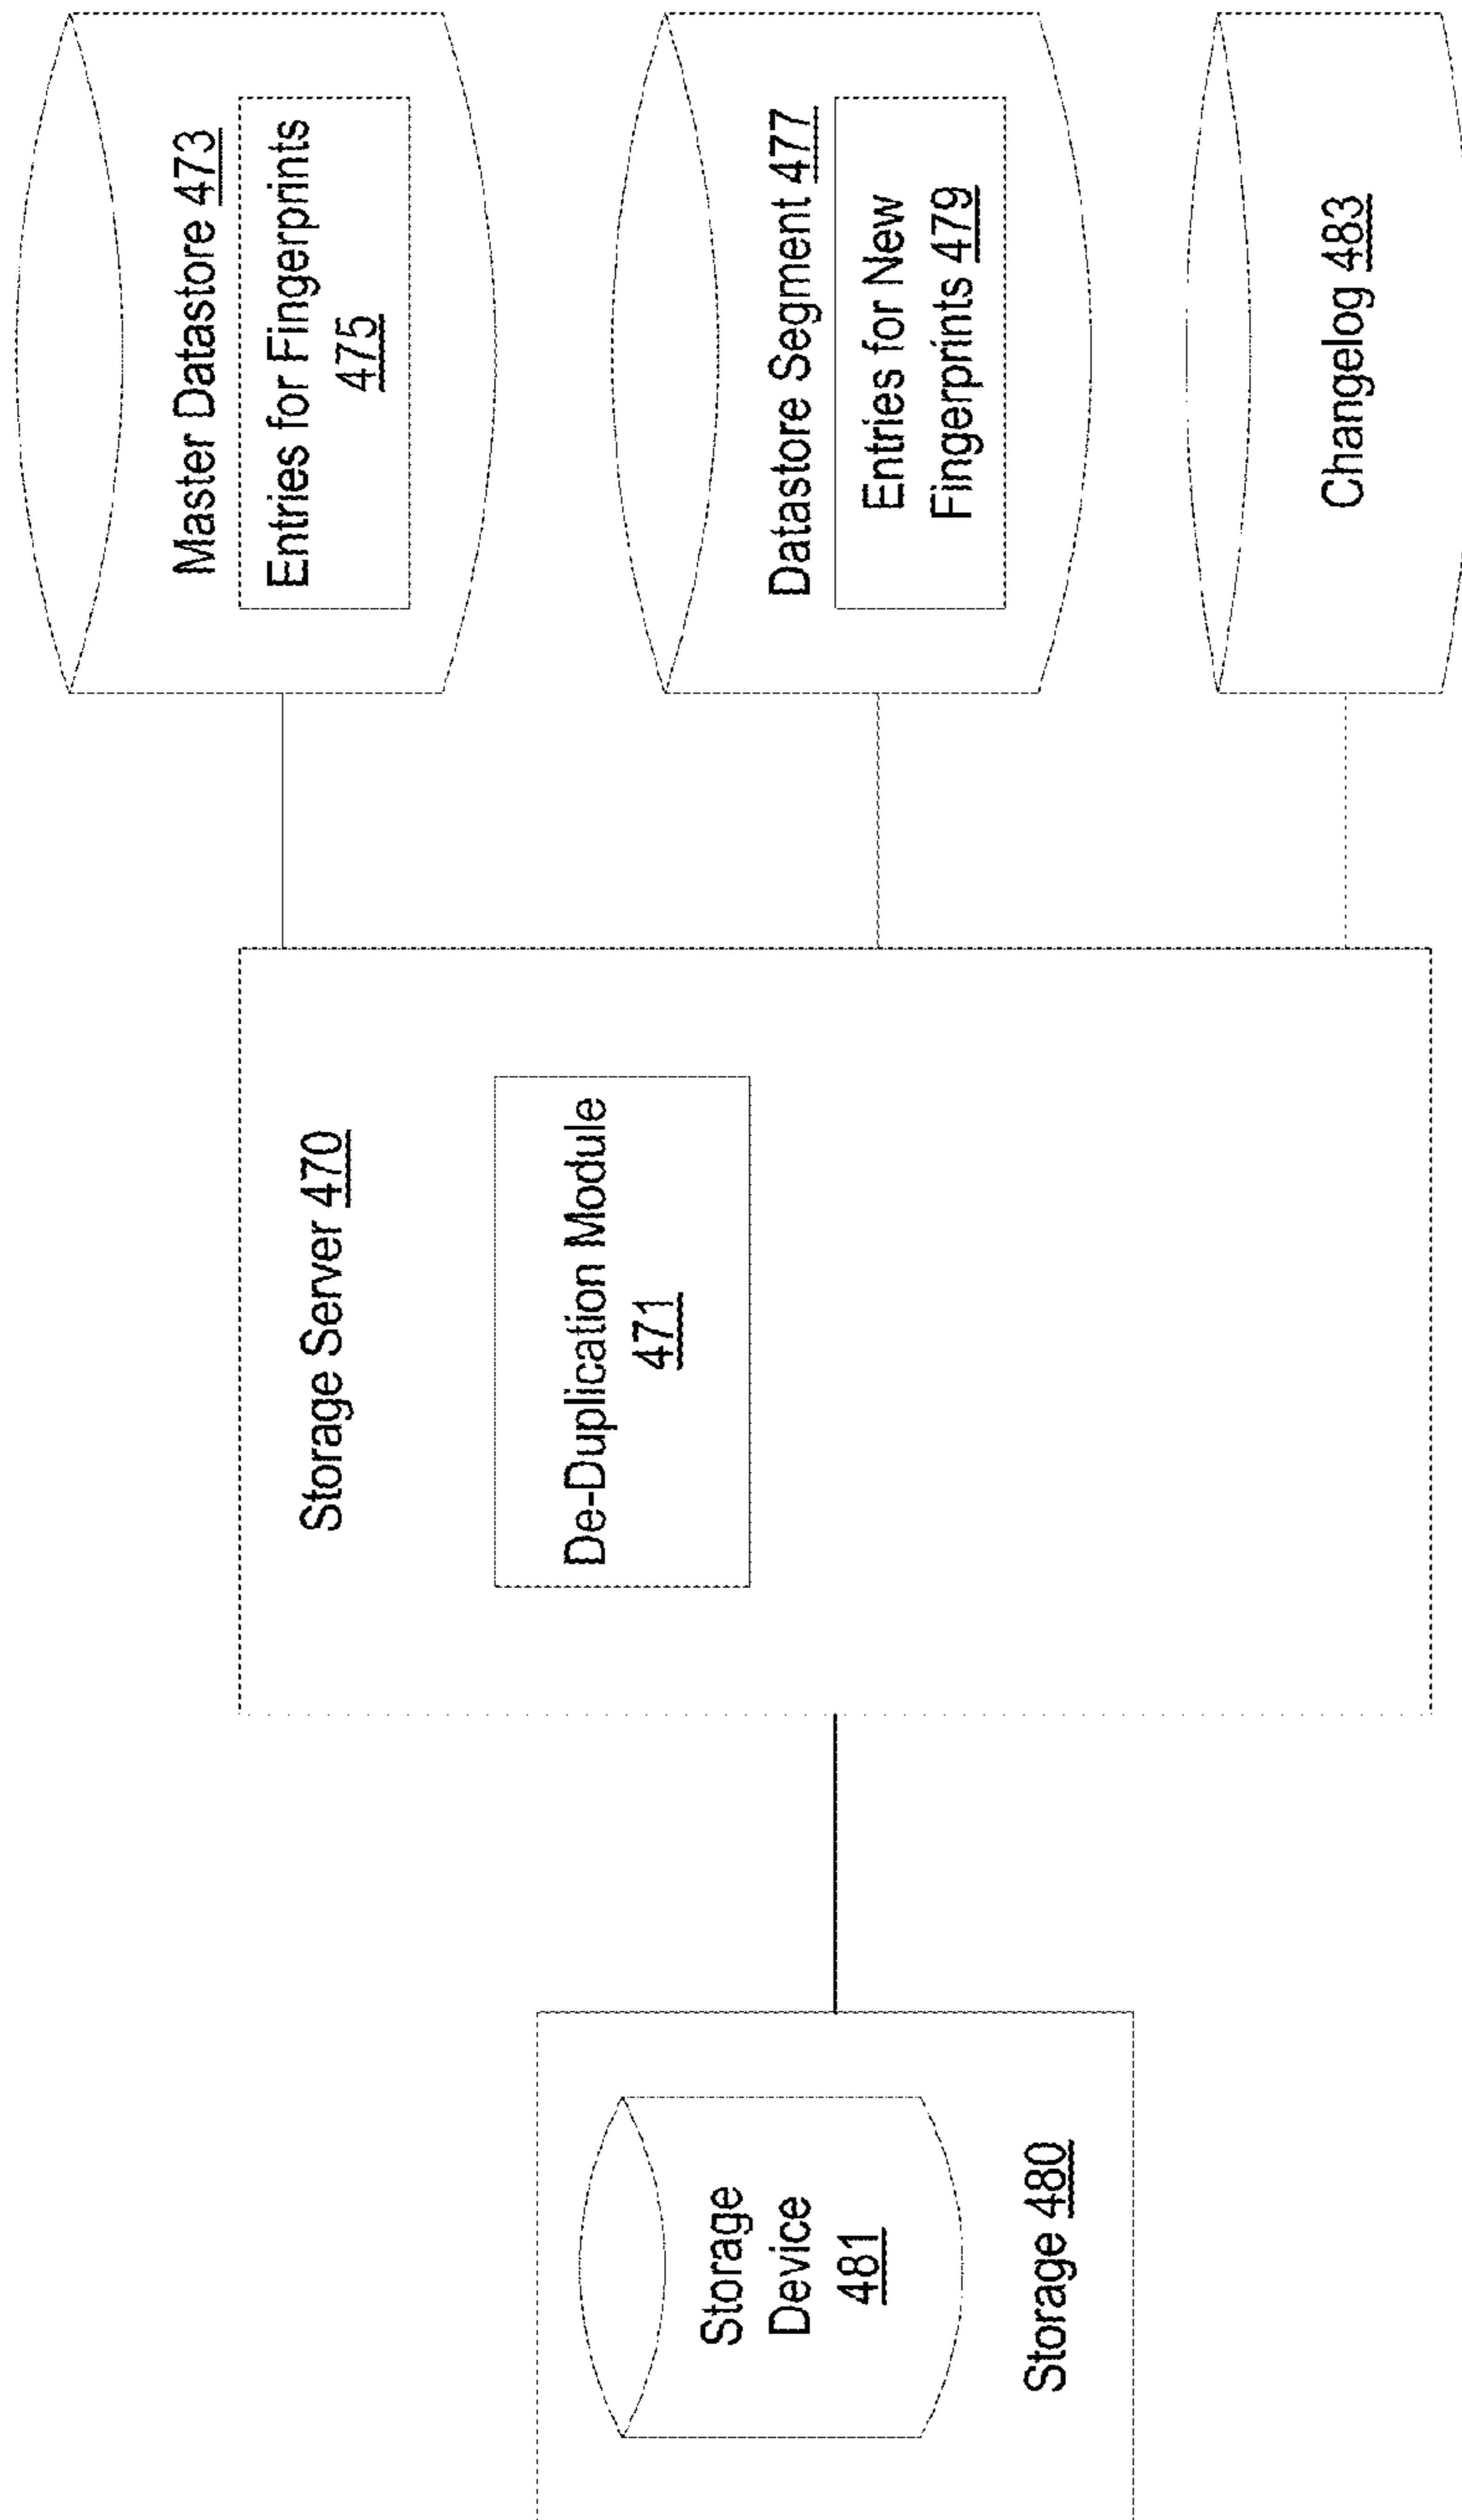 Storage
Device
481
Storage 480
Storage Server 470
De-Duplication Module
471
Master Datastore 473
Entries for Fingerprints
475
Datastore Segment 477
Entries for New
Fingerprints 479
Changelog 483